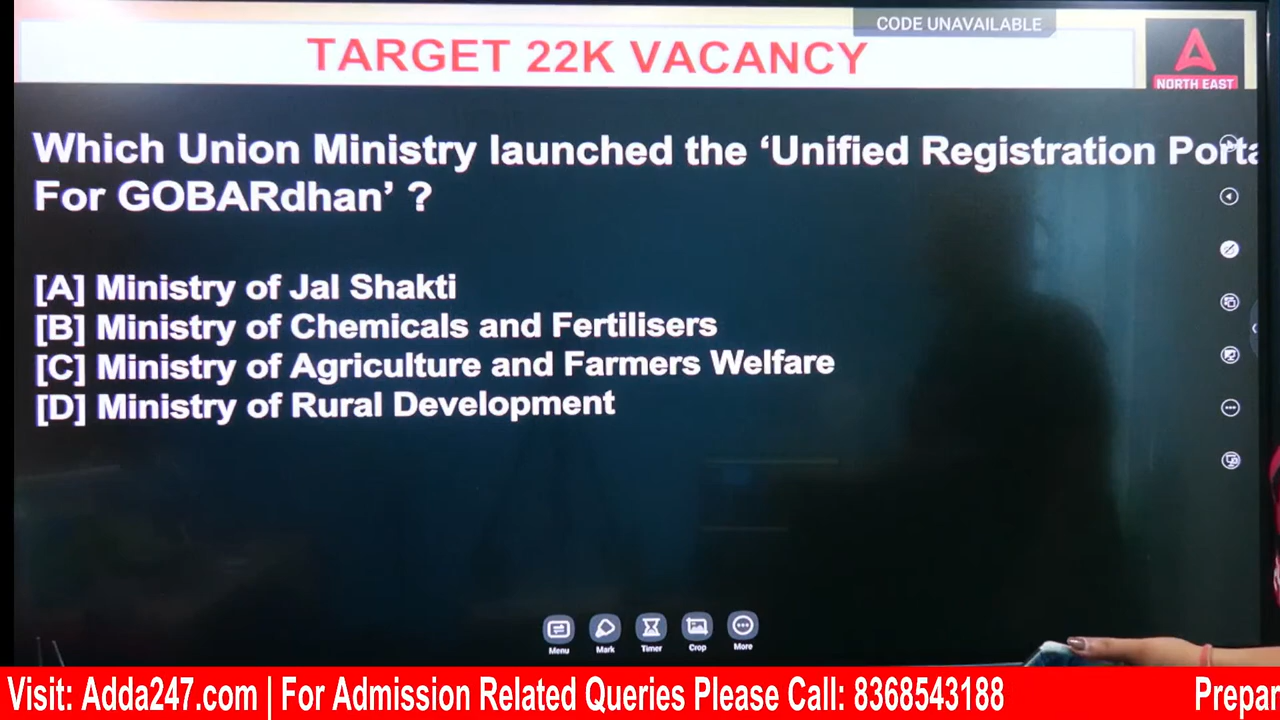 CODE UNAVAILABLE
TARGET 22K VACANCY
NORTH EAST
Which Union Ministry launched the ‘Unified Registration Porta
For GOBARdhan’ ?
[A] Ministry of Jal Shakti
[B] Ministry of Chemicals and Fertilisers
[C] Ministry of Agriculture and Farmers Welfare
[D] Ministry of Rural Development
Menu Mark Timer Crop More
Visit: Adda247.com | For Admission Related Queries Please Call: 8368543188 Prepar